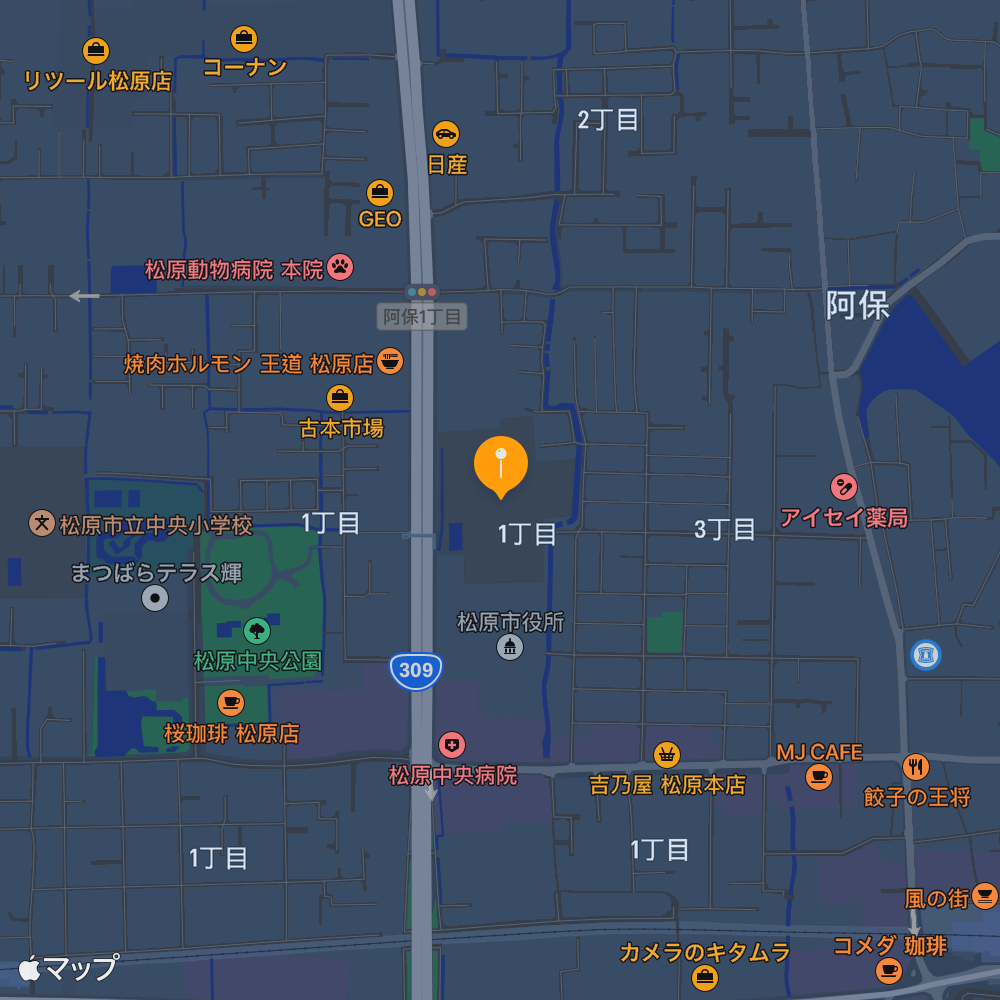 コーナン
リツール松原店
2丁目
日産
GEO
松原動物病院 本院
阿保
阿保1丁目
焼肉ホルモン 王道 松原店
古本市場
アイセイ薬局
松原市立中央小学校
1丁目
1丁目
3丁目
まつばらテラス輝
松原市役所
松原中央公園
309
桜珈琲 松原店
MJ CAFE
松原中央病院
吉乃屋 松原本店
餃子の王将
1丁目
1丁目
風の街
コメダ 珈琲
カメラのキタムラ
マップ